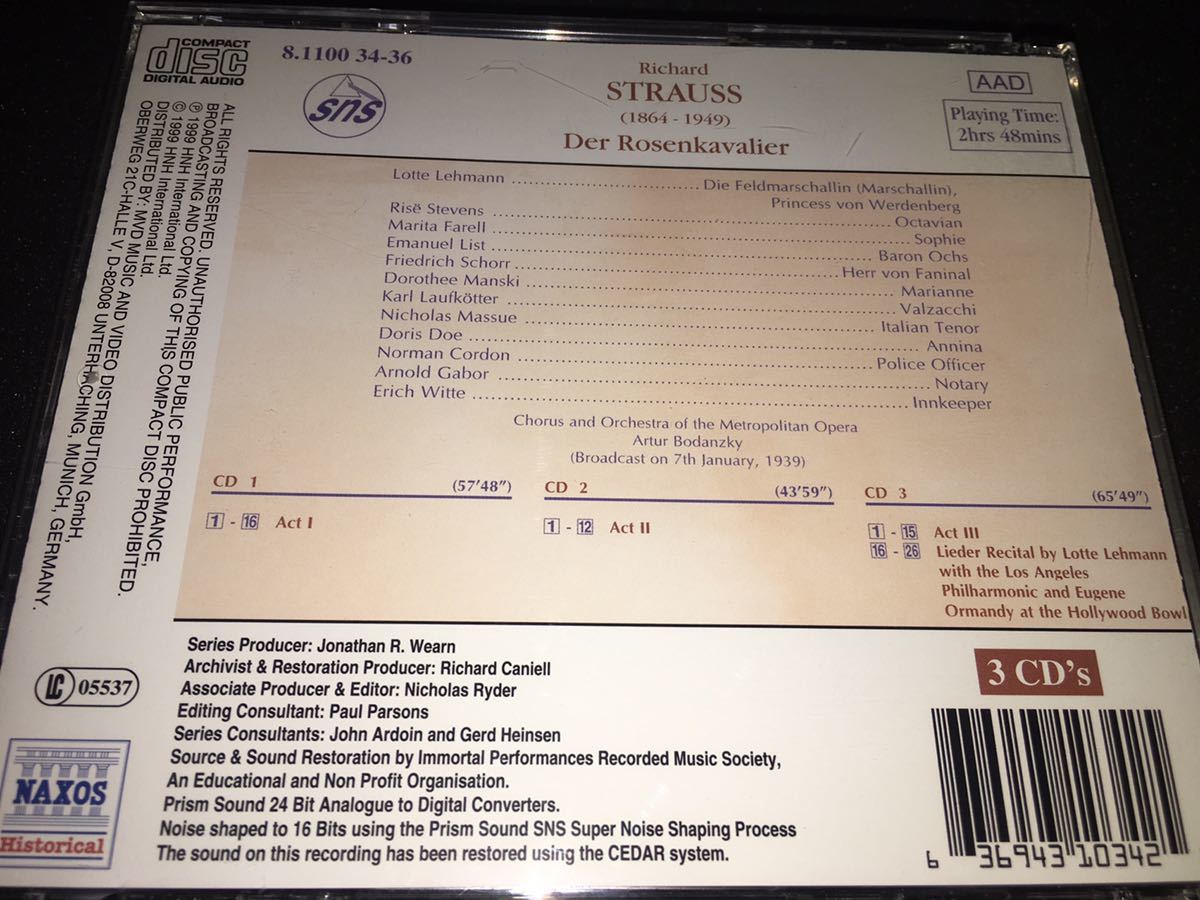 COMPACT
disc
DIGITAL AUDIO
8.1100 34-36
sns
Richard
STRAUSS
(1864 - 1949)
Der Rosenkavalier
AAD
Playing Time:
2hrs 48mins
ALL RIGHTS RESERVED. UNAUTHORISED PUBLIC PERFORMANCE,
BROADCASTING AND COPYING OF THIS COMPACT DISC PROHIBITED.
℗ 1999 HNH International Ltd.
© 1999 HNH International Ltd.
DISTRIBUTED BY: MVD MUSIC AND VIDEO DISTRIBUTION GmbH,
OBERWEG 21C-HALLE V, D-82008 UNTERHACHING, MUNICH, GERMANY.
Lotte Lehmann ........ Die Feldmarschallin (Marschallin),
Princess von Werdenberg
Risë Stevens ........ Octavian
Marita Farell ........ Sophie
Emanuel List ........ Baron Ochs
Friedrich Schorr ........ Herr von Faninal
Dorothee Manski ........ Marianne
Karl Laufkötter ........ Valzacchi
Nicholas Massue ........ Italian Tenor
Doris Doe ........ Annina
Norman Cordon ........ Police Officer
Arnold Gabor ........ Notary
Erich Witte ........ Innkeeper
Chorus and Orchestra of the Metropolitan Opera
Artur Bodanzky
(Broadcast on 7th January, 1939)
CD 1 (57'48")
1 - 16 Act I
CD 2 (43'59")
1 - 12 Act II
CD 3 (65'49")
1 - 15 Act III
16 - 26 Lieder Recital by Lotte Lehmann
with the Los Angeles
Philharmonic and Eugene
Ormandy at the Hollywood Bowl
Series Producer: Jonathan R. Wearn
Archivist & Restoration Producer: Richard Caniell
Associate Producer & Editor: Nicholas Ryder
Editing Consultant: Paul Parsons
Series Consultants: John Ardoin and Gerd Heinsen
Source & Sound Restoration by Immortal Performances Recorded Music Society,
An Educational and Non Profit Organisation.
Prism Sound 24 Bit Analogue to Digital Converters.
Noise shaped to 16 Bits using the Prism Sound SNS Super Noise Shaping Process
The sound on this recording has been restored using the CEDAR system.
LC 05537
NAXOS
Historical
3 CD's
6 36943 10342